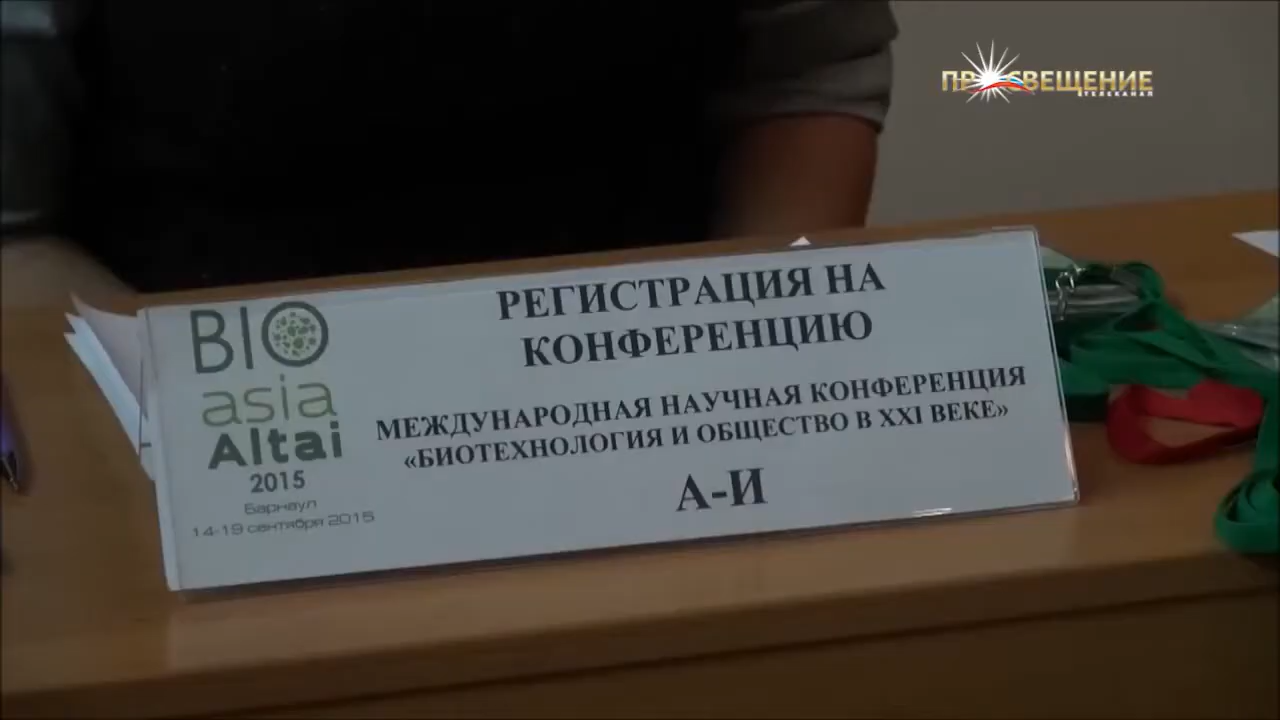 ПРОСВЕЩЕНИЕ
ТЕЛЕКАНАЛ
BIO
asia
Altai
2015
Барнаул
14-19 сентября 2015
РЕГИСТРАЦИЯ НА
КОНФЕРЕНЦИЮ
МЕЖДУНАРОДНАЯ НАУЧНАЯ КОНФЕРЕНЦИЯ
«БИОТЕХНОЛОГИЯ И ОБЩЕСТВО В XXI ВЕКЕ»
А-И